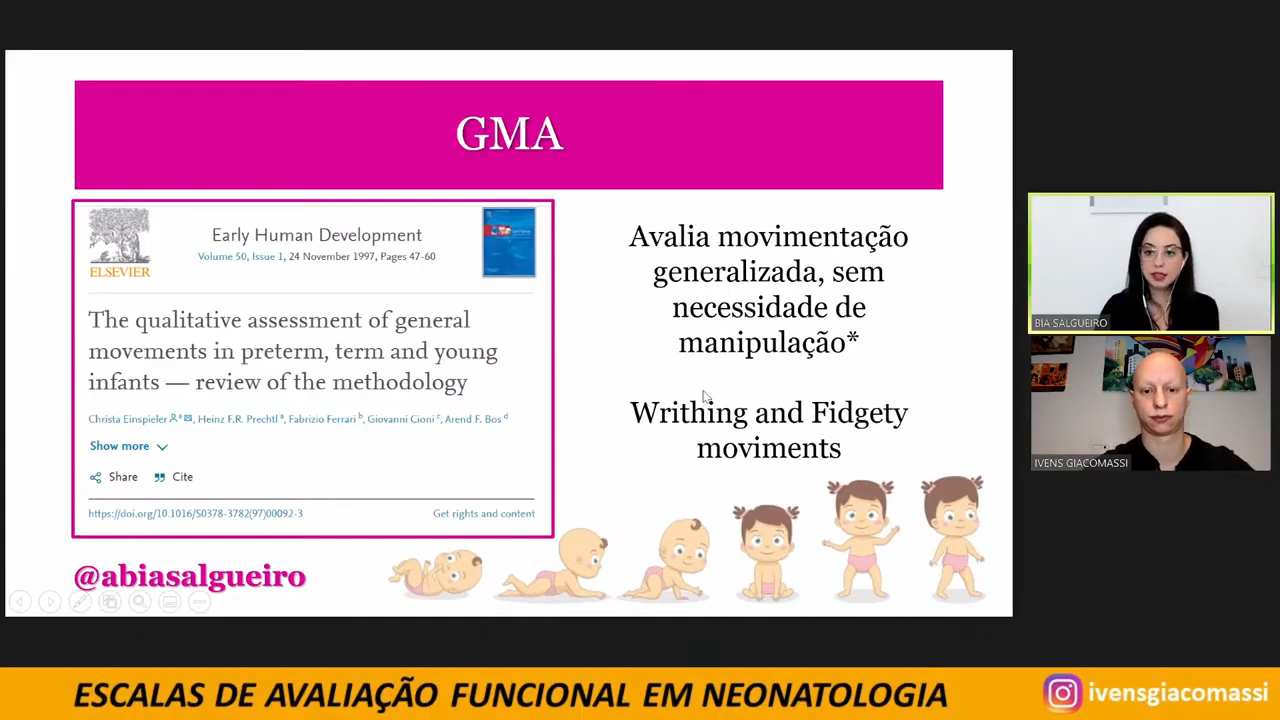 GMA
ELSEVIER
Early Human Development
Volume 50, Issue 1, 24 November 1997, Pages 47-60
The qualitative assessment of general
movements in preterm, term and young
infants — review of the methodology
Christa Einspieler a, Heinz F.R. Prechtl a, Fabrizio Ferrari b, Giovanni Cioni c, Arend F. Bos d
Show more
Share Cite
https://doi.org/10.1016/S0378-3782(97)00092-3 Get rights and content
Avalia movimentação
generalizada, sem
necessidade de
manipulação*
Writhing and Fidgety
moviments
@abiasalgueiro
BIA SALGUEIRO
IVENS GIACOMASSI
ESCALAS DE AVALIAÇÃO FUNCIONAL EM NEONATOLOGIA
ivensgiacomassi